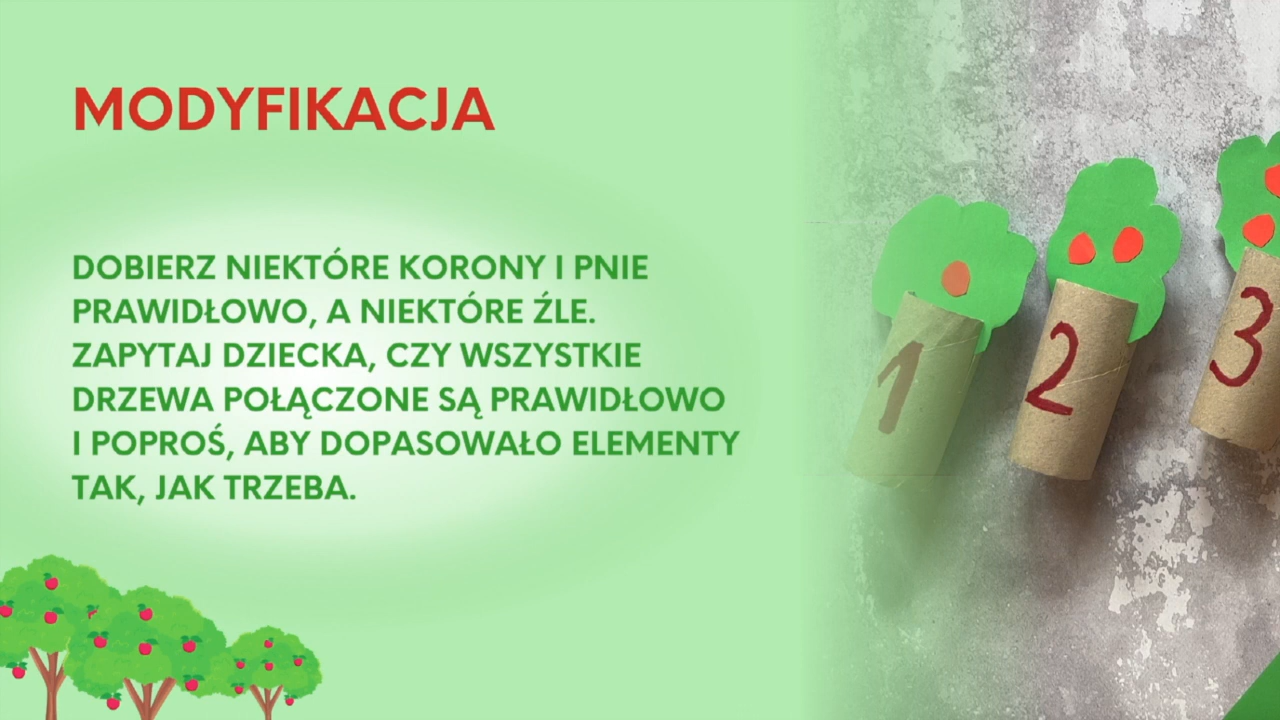 MODYFIKACJA
DOBIERZ NIEKTÓRE KORONY I PNIE
PRAWIDŁOWO, A NIEKTÓRE ŹLE.
ZAPYTAJ DZIECKA, CZY WSZYSTKIE
DRZEWA POŁĄCZONE SĄ PRAWIDŁOWO
I POPROŚ, ABY DOPASOWAŁO ELEMENTY
TAK, JAK TRZEBA.
1
2
3